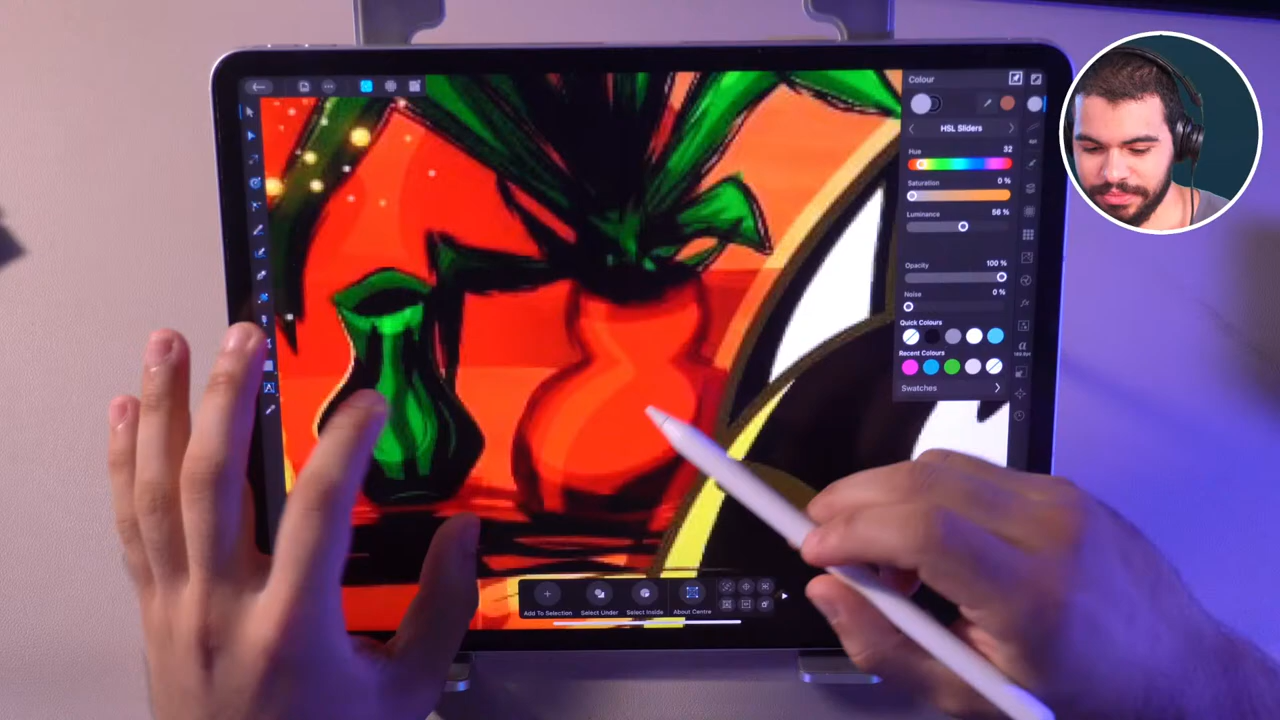 Colour
HSL Sliders
Hue 32
Saturation 0 %
Luminance 56 %
Opacity 100 %
Noise 0 %
Quick Colours
Recent Colours
Swatches
Add To Selection Select Under Select Inside About Centre